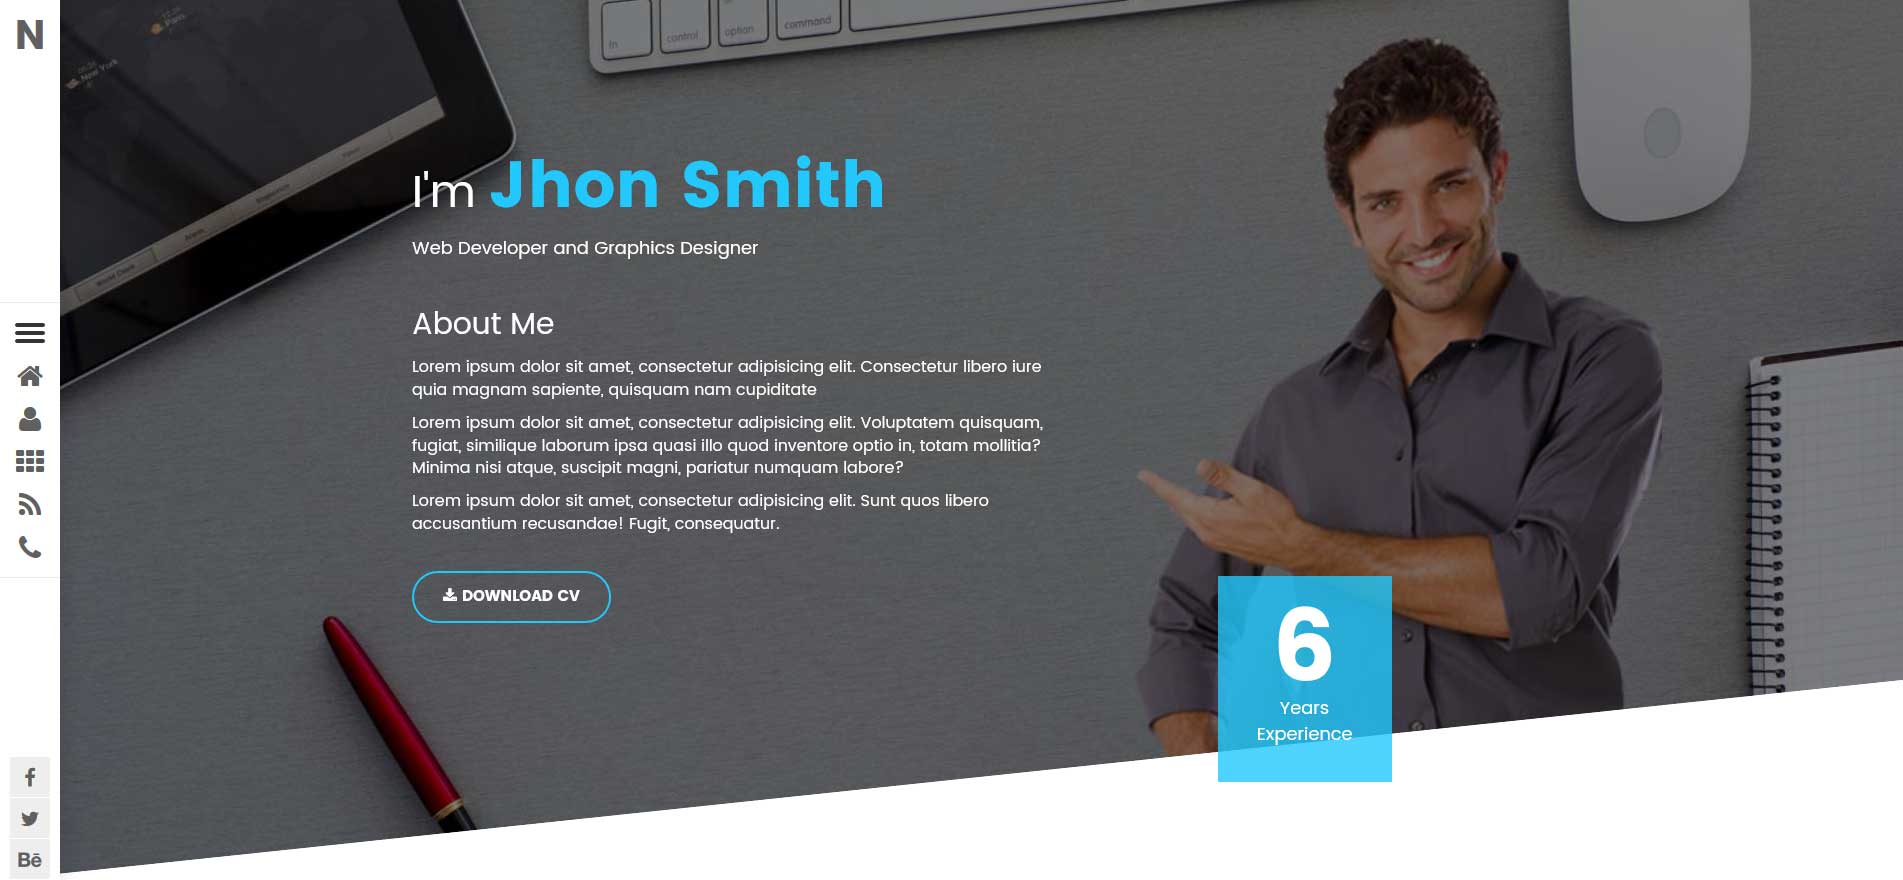 N
Paris
New York
fn
control
option
command
I'm Jhon Smith
Web Developer and Graphics Designer
About Me
Lorem ipsum dolor sit amet, consectetur adipisicing elit. Consectetur libero iure
quia magnam sapiente, quisquam nam cupiditate
Lorem ipsum dolor sit amet, consectetur adipisicing elit. Voluptatem quisquam,
fugiat, similique laborum ipsa quasi illo quod inventore optio in, totam mollitia?
Minima nisi atque, suscipit magni, pariatur numquam labore?
Lorem ipsum dolor sit amet, consectetur adipisicing elit. Sunt quos libero
accusantium recusandae! Fugit, consequatur.
DOWNLOAD CV
6
Years
Experience
Bē